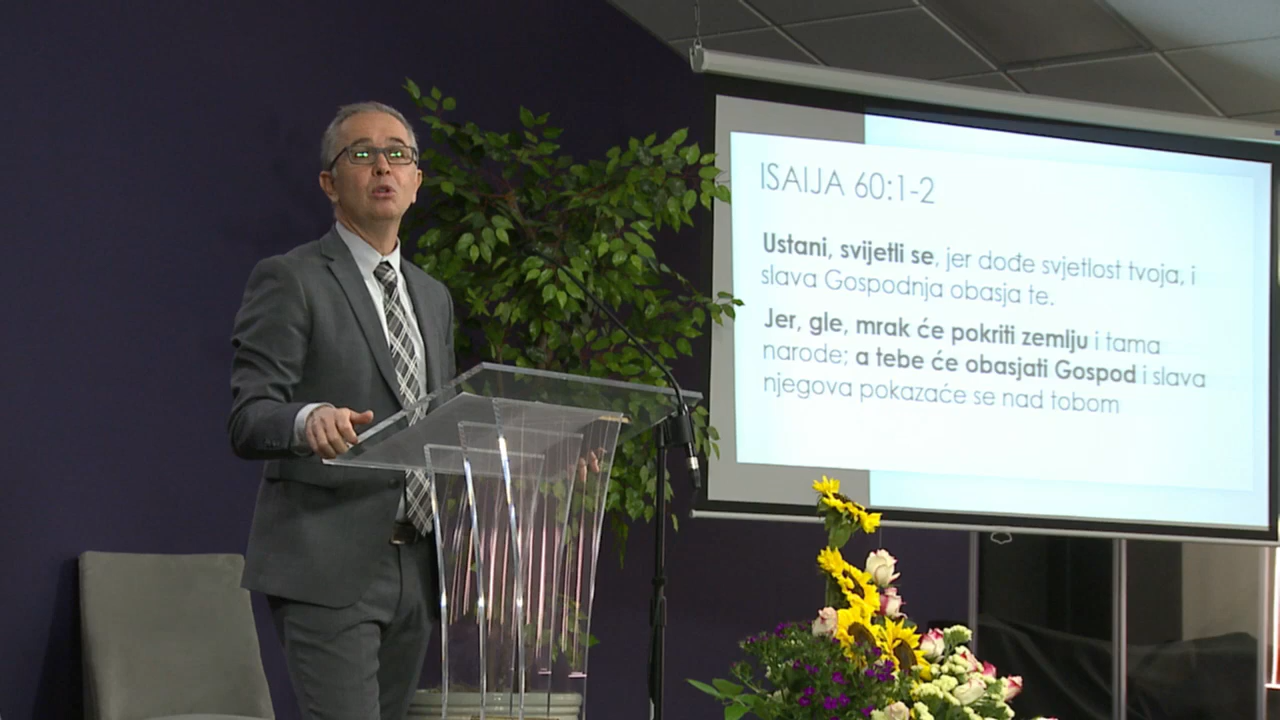 ISAIJA 60:1-2
Ustani, svijetli se, jer dođe svjetlost tvoja, i
slava Gospodnja obasja te.
Jer, gle, mrak će pokriti zemlju i tama
narode; a tebe će obasjati Gospod i slava
njegova pokazaće se nad tobom